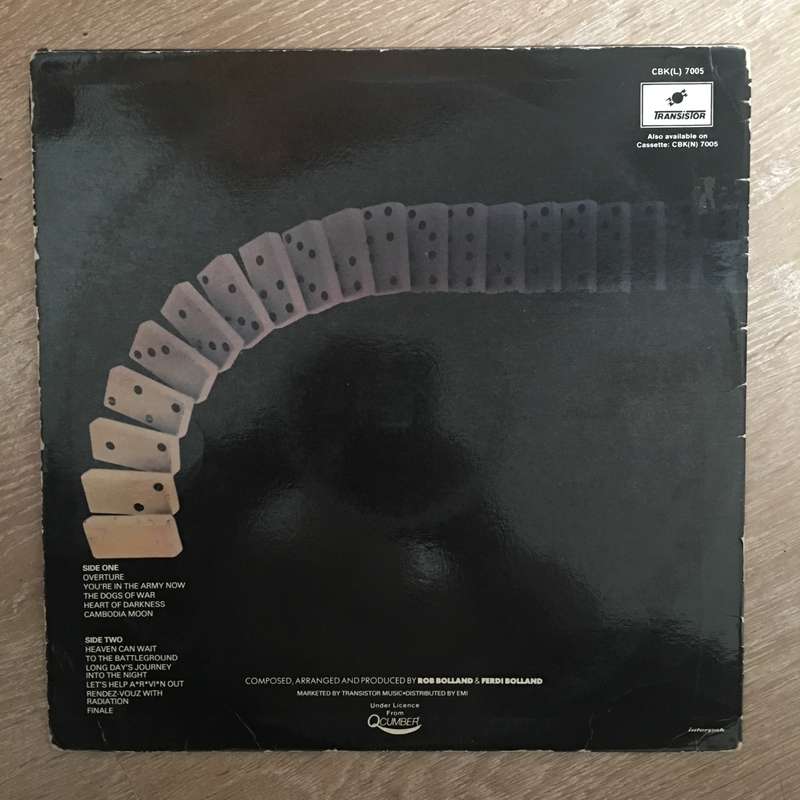 CBK(L) 7005
TRANSISTOR
Also available on
Cassette: CBK(N) 7005
SIDE ONE
OVERTURE
YOU'RE IN THE ARMY NOW
THE DOGS OF WAR
HEART OF DARKNESS
CAMBODIA MOON
SIDE TWO
HEAVEN CAN WAIT
TO THE BATTLEGROUND
LONG DAY'S JOURNEY
INTO THE NIGHT
LET'S HELP A*R*VI*N OUT
RENDEZ-VOUZ WITH
RADIATION
FINALE
COMPOSED, ARRANGED AND PRODUCED BY ROB BOLLAND & FERDI BOLLAND
MARKETED BY TRANSISTOR MUSIC•DISTRIBUTED BY EMI
Under Licence
From
QCUMBER
interpak